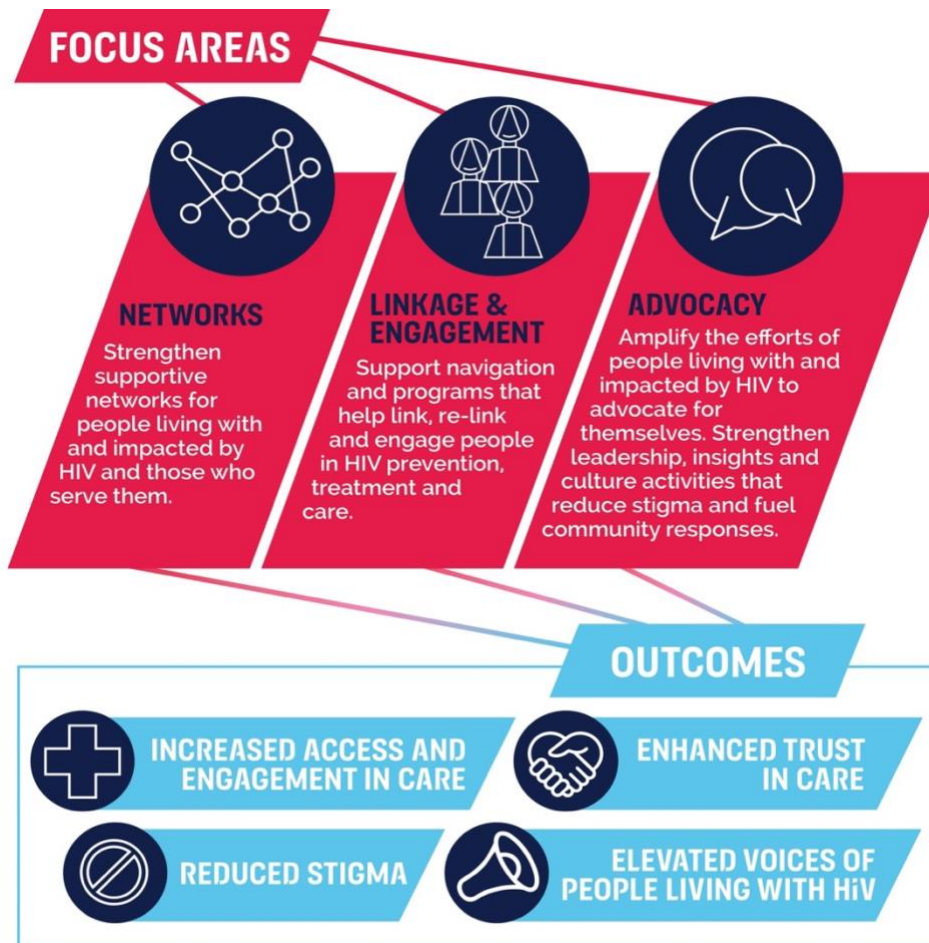 FOCUS AREAS
NETWORKS
Strengthen
supportive
networks for
people living with
and impacted by
HIV and those who
serve them.
LINKAGE &
ENGAGEMENT
Support navigation
and programs that
help link, re-link
and engage people
in HIV prevention,
treatment and
care.
ADVOCACY
Amplify the efforts of
people living with and
impacted by HIV to
advocate for
themselves. Strengthen
leadership, insights and
culture activities that
reduce stigma and fuel
community responses.
OUTCOMES
INCREASED ACCESS AND
ENGAGEMENT IN CARE
ENHANCED TRUST
IN CARE
REDUCED STIGMA
ELEVATED VOICES OF
PEOPLE LIVING WITH HiV